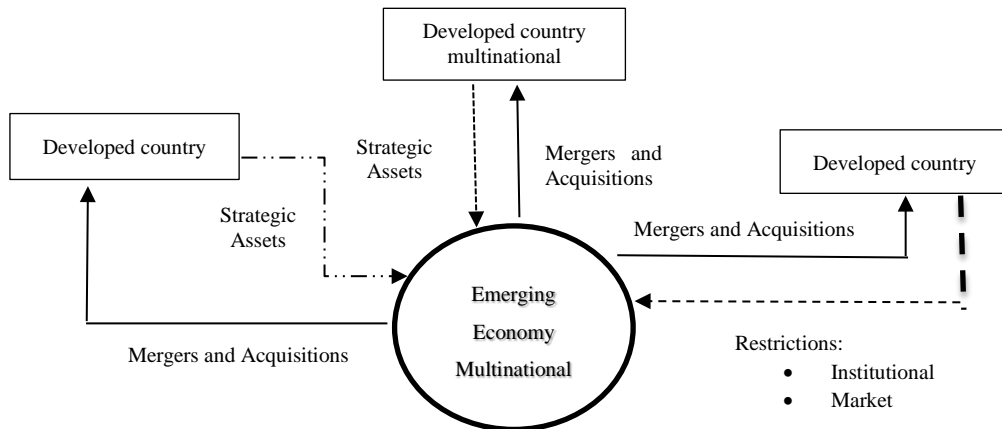 Developed country
multinational
Developed country
Strategic
Assets
Mergers and
Acquisitions
Developed country
Strategic
Assets
Mergers and Acquisitions
Emerging
Economy
Multinational
Mergers and Acquisitions
Restrictions:
• Institutional
• Market